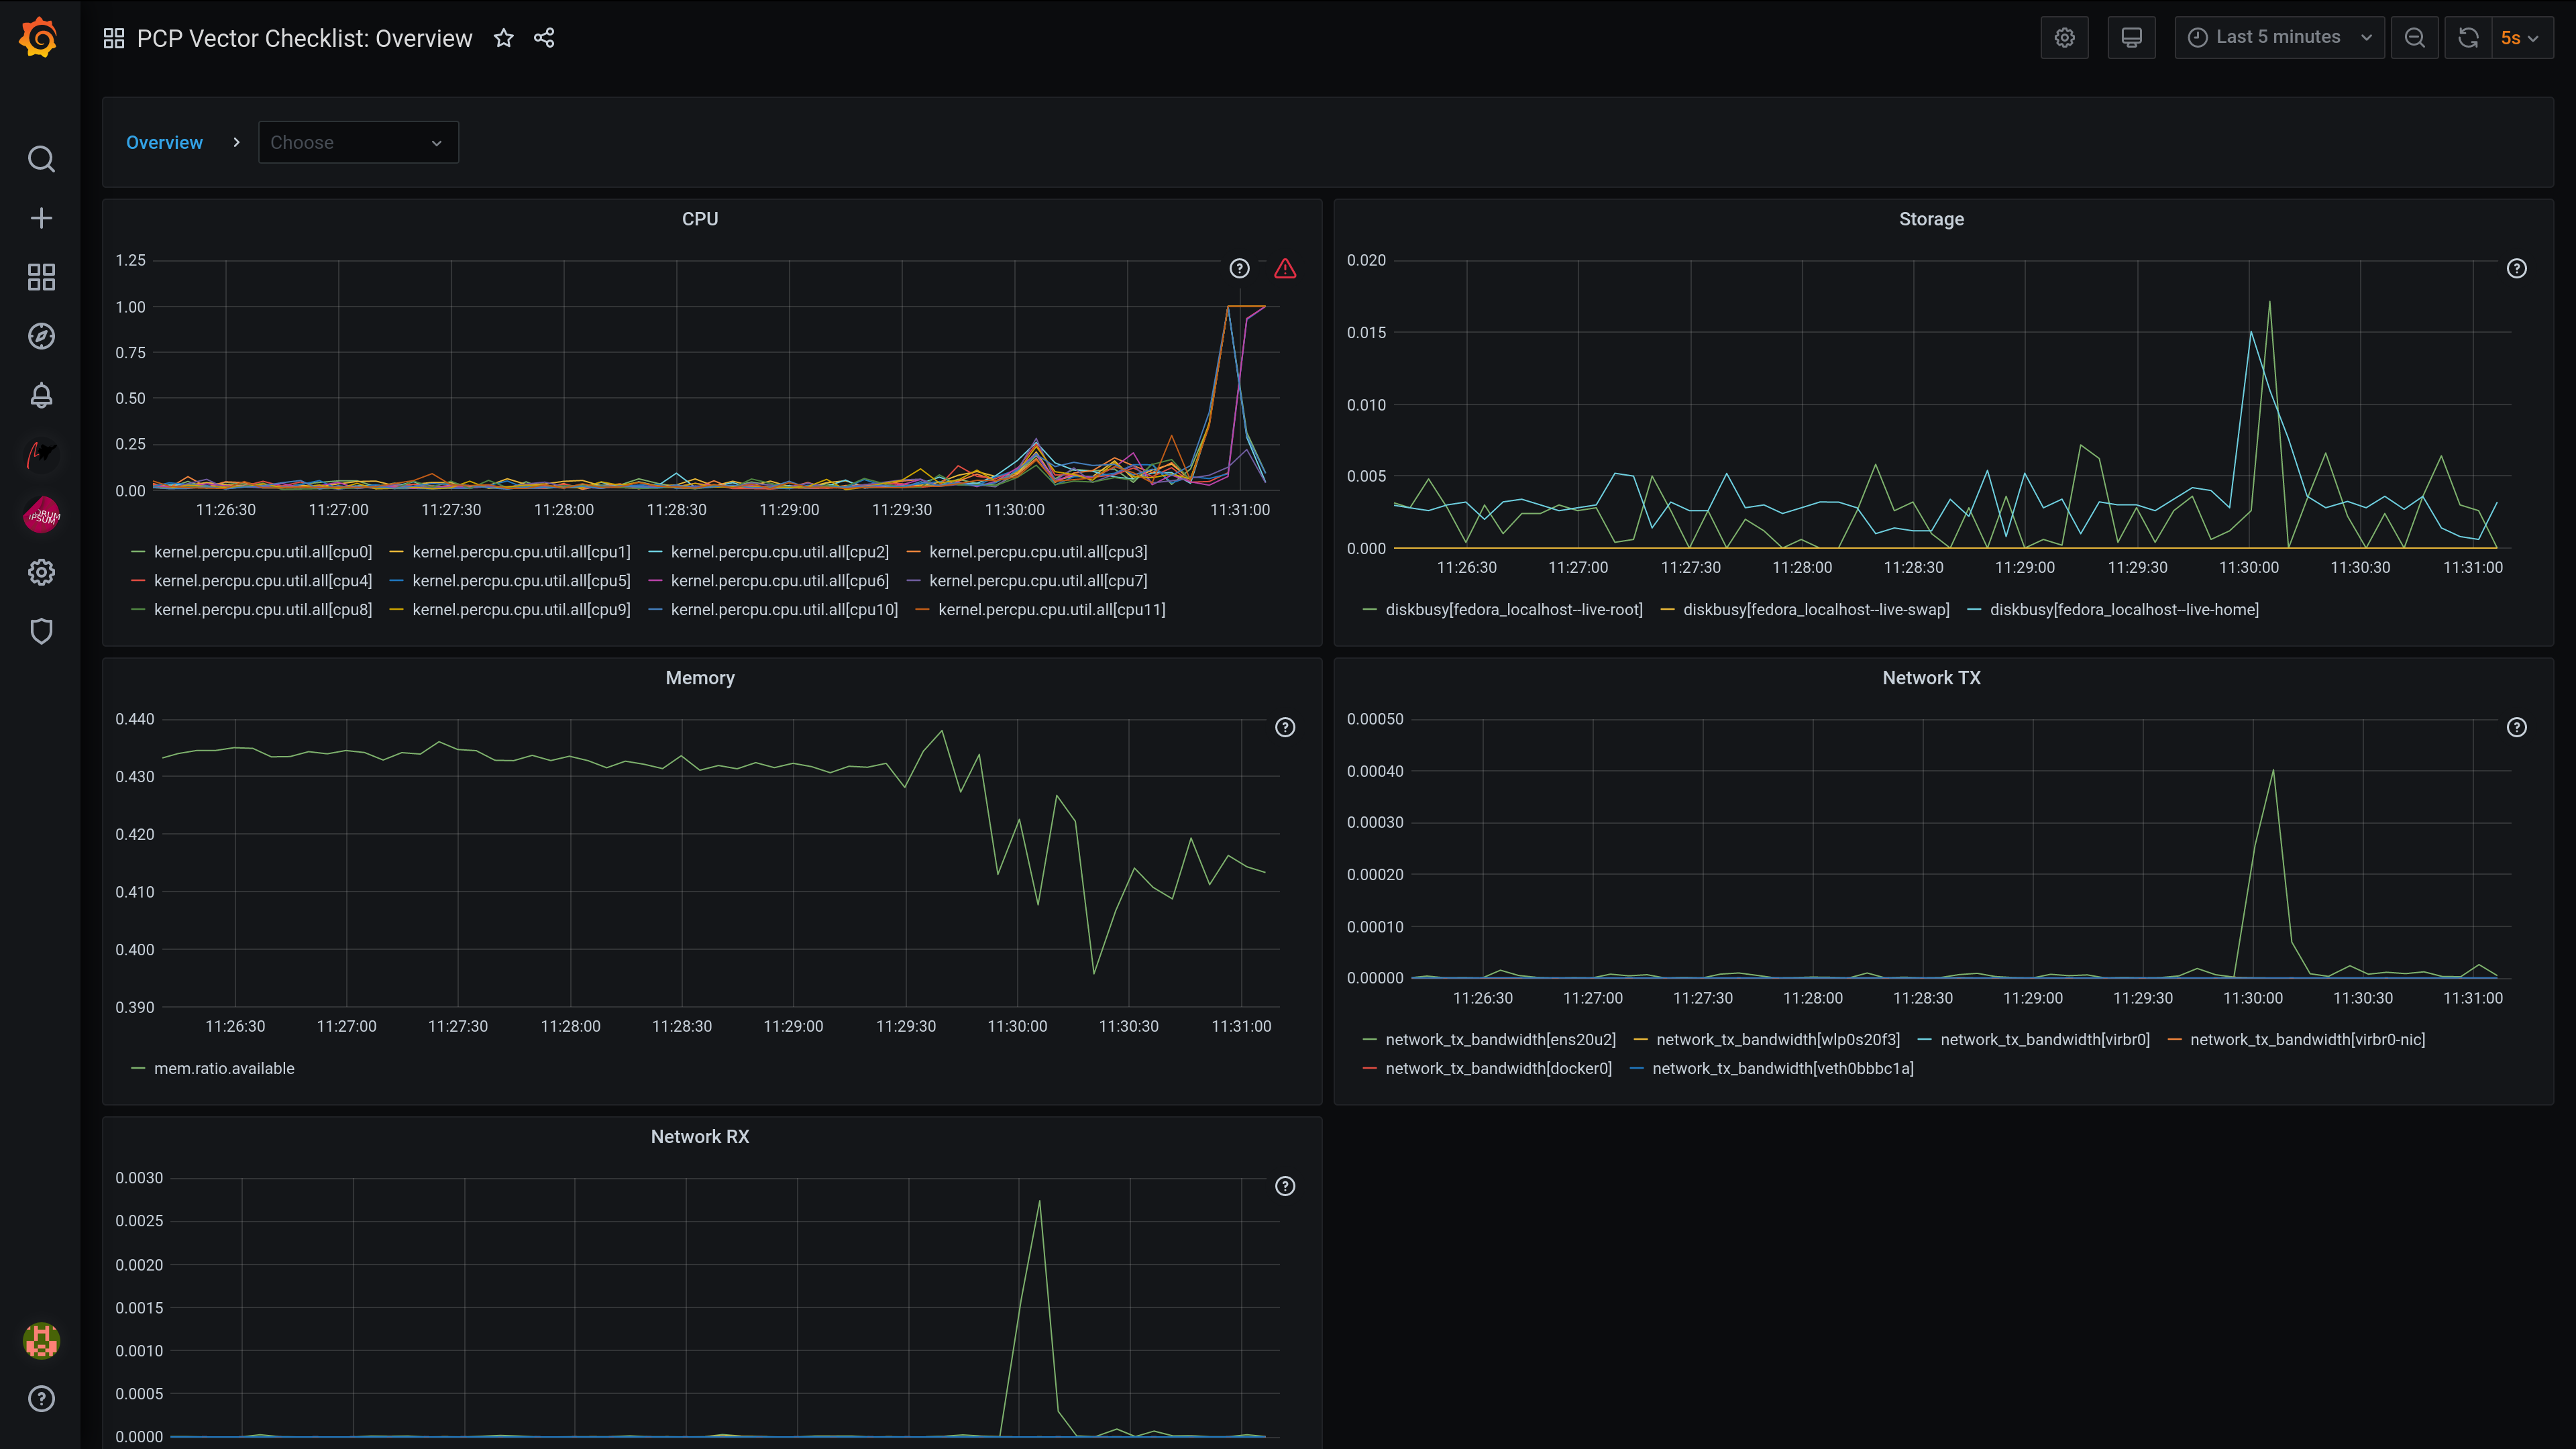 PCP Vector Checklist: Overview
Last 5 minutes
5s
Overview
Choose
CPU
1.25
1.00
0.75
0.50
0.25
0.00
11:26:30 11:27:00 11:27:30 11:28:00 11:28:30 11:29:00 11:29:30 11:30:00 11:30:30 11:31:00
kernel.percpu.cpu.util.all[cpu0] kernel.percpu.cpu.util.all[cpu1] kernel.percpu.cpu.util.all[cpu2] kernel.percpu.cpu.util.all[cpu3]
kernel.percpu.cpu.util.all[cpu4] kernel.percpu.cpu.util.all[cpu5] kernel.percpu.cpu.util.all[cpu6] kernel.percpu.cpu.util.all[cpu7]
kernel.percpu.cpu.util.all[cpu8] kernel.percpu.cpu.util.all[cpu9] kernel.percpu.cpu.util.all[cpu10] kernel.percpu.cpu.util.all[cpu11]
Storage
0.020
0.015
0.010
0.005
0.000
11:26:30 11:27:00 11:27:30 11:28:00 11:28:30 11:29:00 11:29:30 11:30:00 11:30:30 11:31:00
diskbusy[fedora_localhost--live-root] diskbusy[fedora_localhost--live-swap] diskbusy[fedora_localhost--live-home]
Memory
0.440
0.430
0.420
0.410
0.400
0.390
11:26:30 11:27:00 11:27:30 11:28:00 11:28:30 11:29:00 11:29:30 11:30:00 11:30:30 11:31:00
mem.ratio.available
Network TX
0.00050
0.00040
0.00030
0.00020
0.00010
0.00000
11:26:30 11:27:00 11:27:30 11:28:00 11:28:30 11:29:00 11:29:30 11:30:00 11:30:30 11:31:00
network_tx_bandwidth[ens20u2] network_tx_bandwidth[wlp0s20f3] network_tx_bandwidth[virbr0] network_tx_bandwidth[virbr0-nic]
network_tx_bandwidth[docker0] network_tx_bandwidth[veth0bbbc1a]
Network RX
0.0030
0.0025
0.0020
0.0015
0.0010
0.0005
0.0000